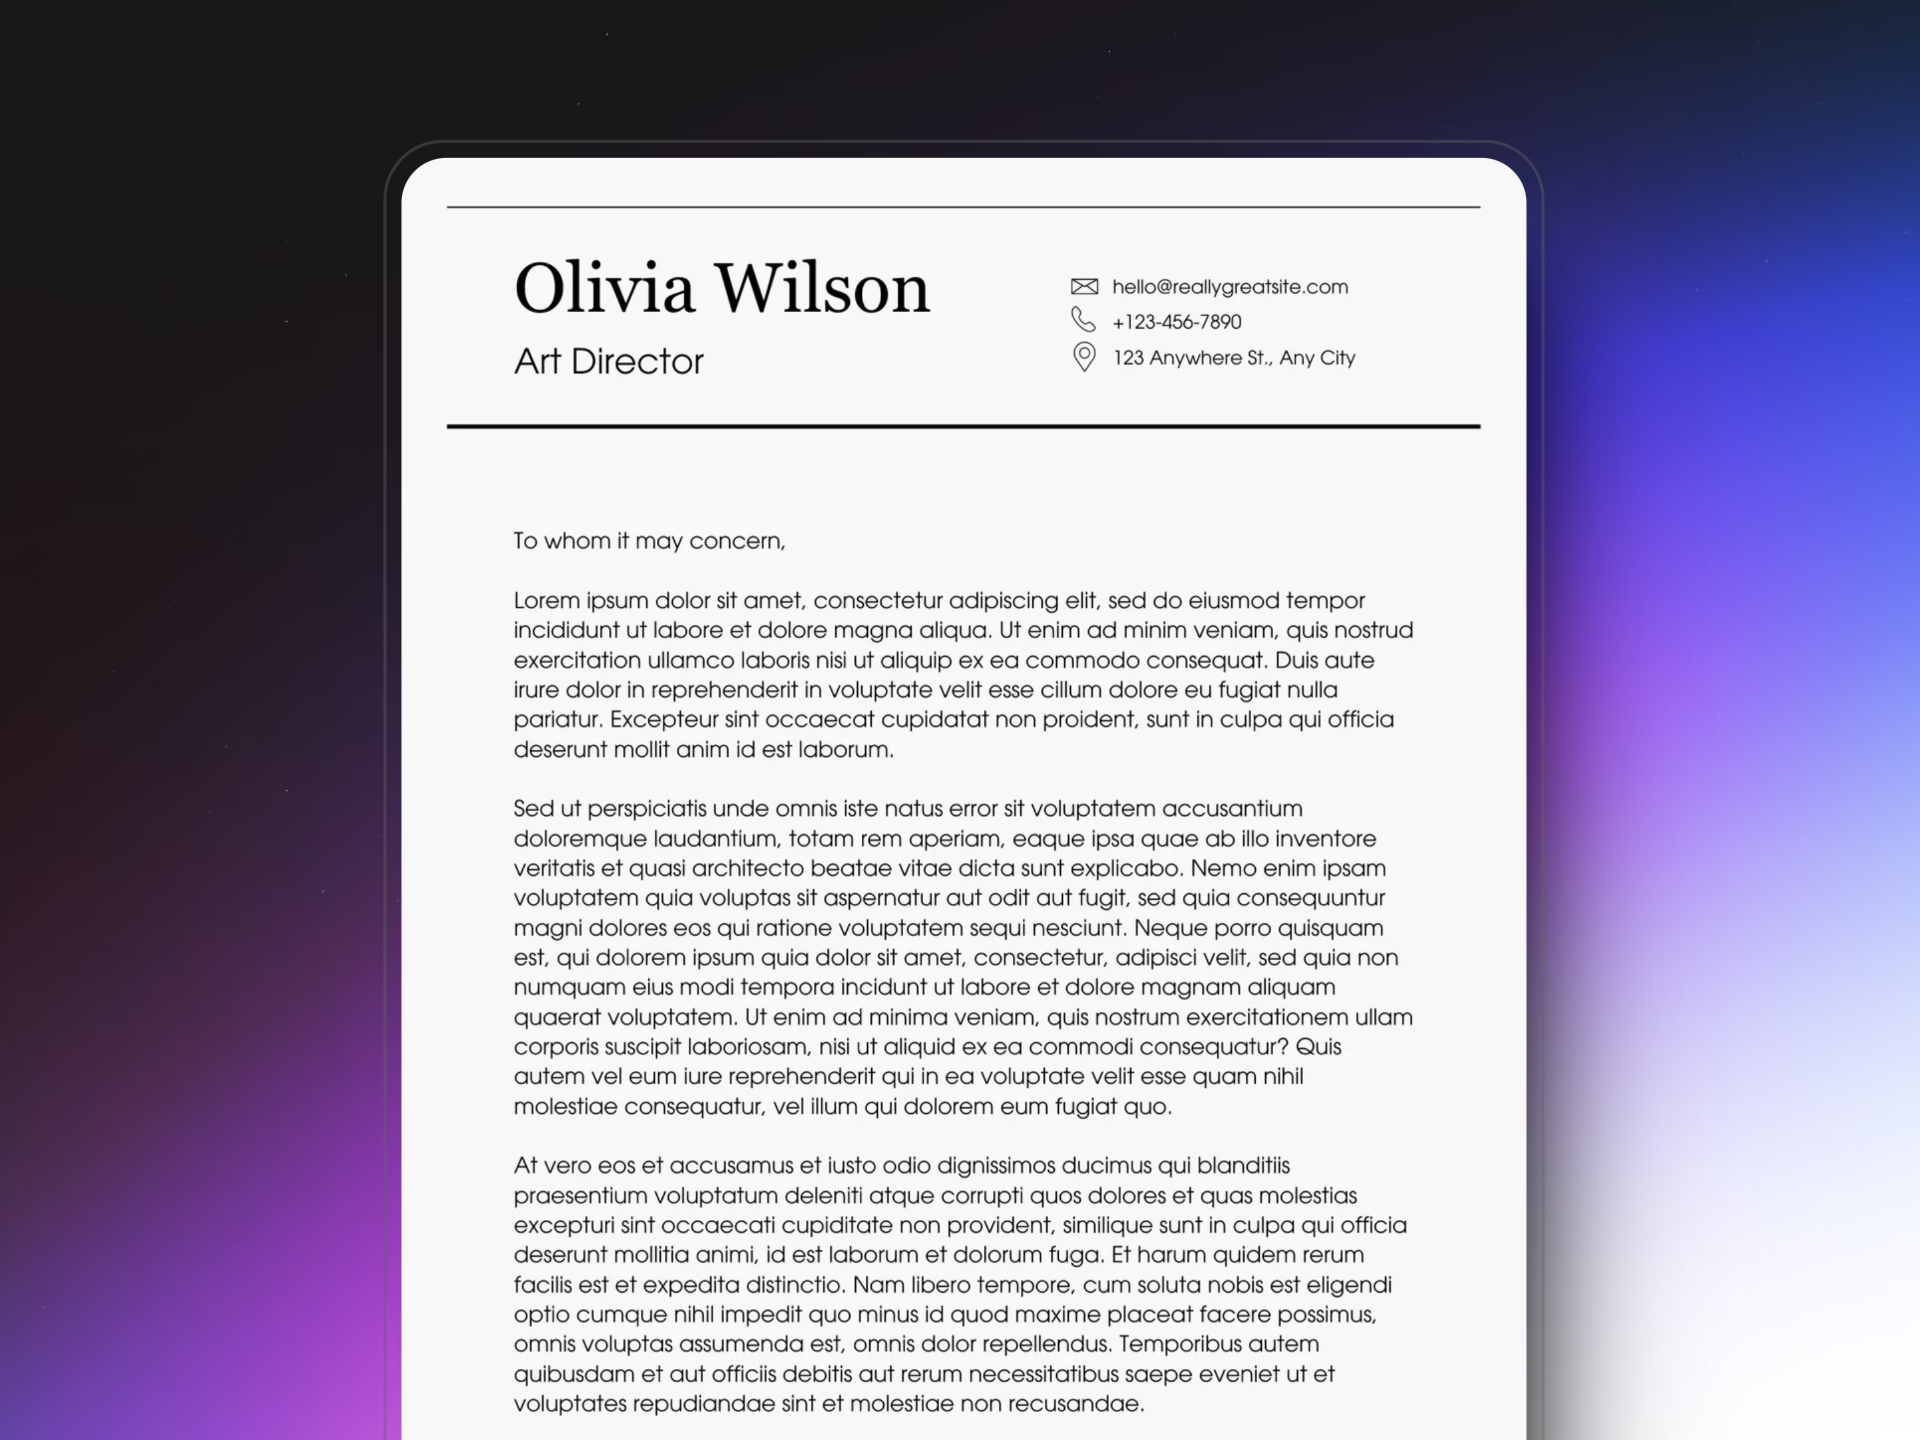 Olivia Wilson
Art Director
hello@reallygreatsite.com
+123-456-7890
123 Anywhere St., Any City
To whom it may concern,
Lorem ipsum dolor sit amet, consectetur adipiscing elit, sed do eiusmod tempor
incididunt ut labore et dolore magna aliqua. Ut enim ad minim veniam, quis nostrud
exercitation ullamco laboris nisi ut aliquip ex ea commodo consequat. Duis aute
irure dolor in reprehenderit in voluptate velit esse cillum dolore eu fugiat nulla
pariatur. Excepteur sint occaecat cupidatat non proident, sunt in culpa qui officia
deserunt mollit anim id est laborum.
Sed ut perspiciatis unde omnis iste natus error sit voluptatem accusantium
doloremque laudantium, totam rem aperiam, eaque ipsa quae ab illo inventore
veritatis et quasi architecto beatae vitae dicta sunt explicabo. Nemo enim ipsam
voluptatem quia voluptas sit aspernatur aut odit aut fugit, sed quia consequuntur
magni dolores eos qui ratione voluptatem sequi nesciunt. Neque porro quisquam
est, qui dolorem ipsum quia dolor sit amet, consectetur, adipisci velit, sed quia non
numquam eius modi tempora incidunt ut labore et dolore magnam aliquam
quaerat voluptatem. Ut enim ad minima veniam, quis nostrum exercitationem ullam
corporis suscipit laboriosam, nisi ut aliquid ex ea commodi consequatur? Quis
autem vel eum iure reprehenderit qui in ea voluptate velit esse quam nihil
molestiae consequatur, vel illum qui dolorem eum fugiat quo.
At vero eos et accusamus et iusto odio dignissimos ducimus qui blanditiis
praesentium voluptatum deleniti atque corrupti quos dolores et quas molestias
excepturi sint occaecati cupiditate non provident, similique sunt in culpa qui officia
deserunt mollitia animi, id est laborum et dolorum fuga. Et harum quidem rerum
facilis est et expedita distinctio. Nam libero tempore, cum soluta nobis est eligendi
optio cumque nihil impedit quo minus id quod maxime placeat facere possimus,
omnis voluptas assumenda est, omnis dolor repellendus. Temporibus autem
quibusdam et aut officiis debitis aut rerum necessitatibus saepe eveniet ut et
voluptates repudiandae sint et molestiae non recusandae.